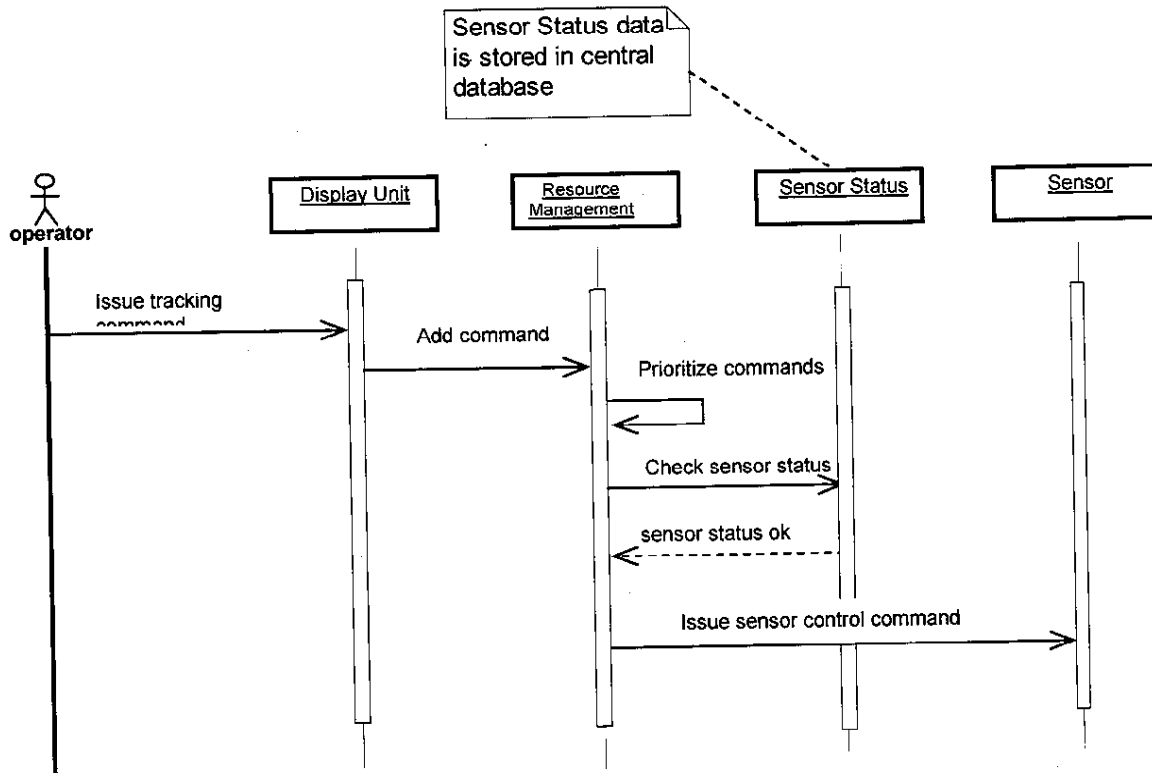 Sensor Status data
is stored in central
database
operator
Display Unit
Resource
Management
Sensor Status
Sensor
Issue tracking
command
Add command
Prioritize commands
Check sensor status
sensor status ok
Issue sensor control command